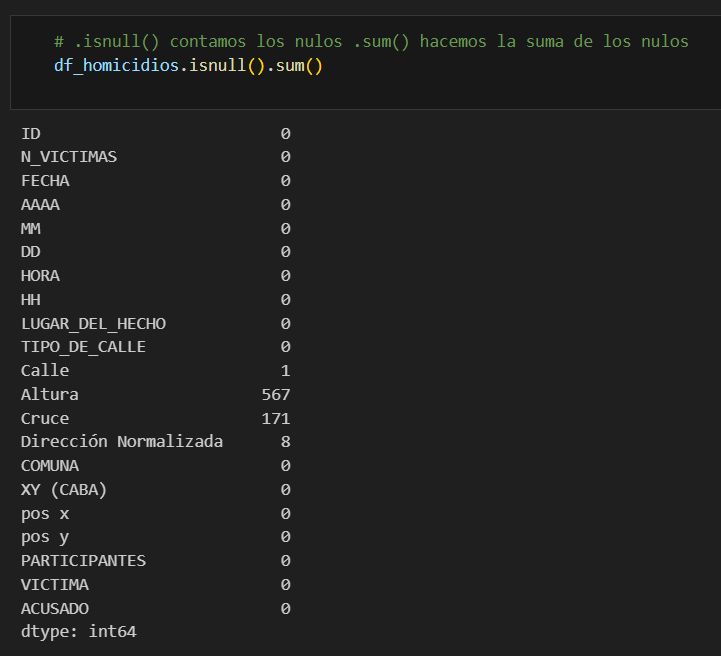 # .isnull() contamos los nulos .sum() hacemos la suma de los nulos
df_homicidios.isnull().sum()
ID 0
N_VICTIMAS 0
FECHA 0
AAAA 0
MM 0
DD 0
HORA 0
HH 0
LUGAR_DEL_HECHO 0
TIPO_DE_CALLE 0
Calle 1
Altura 567
Cruce 171
Dirección Normalizada 8
COMUNA 0
XY (CABA) 0
pos x 0
pos y 0
PARTICIPANTES 0
VICTIMA 0
ACUSADO 0
dtype: int64